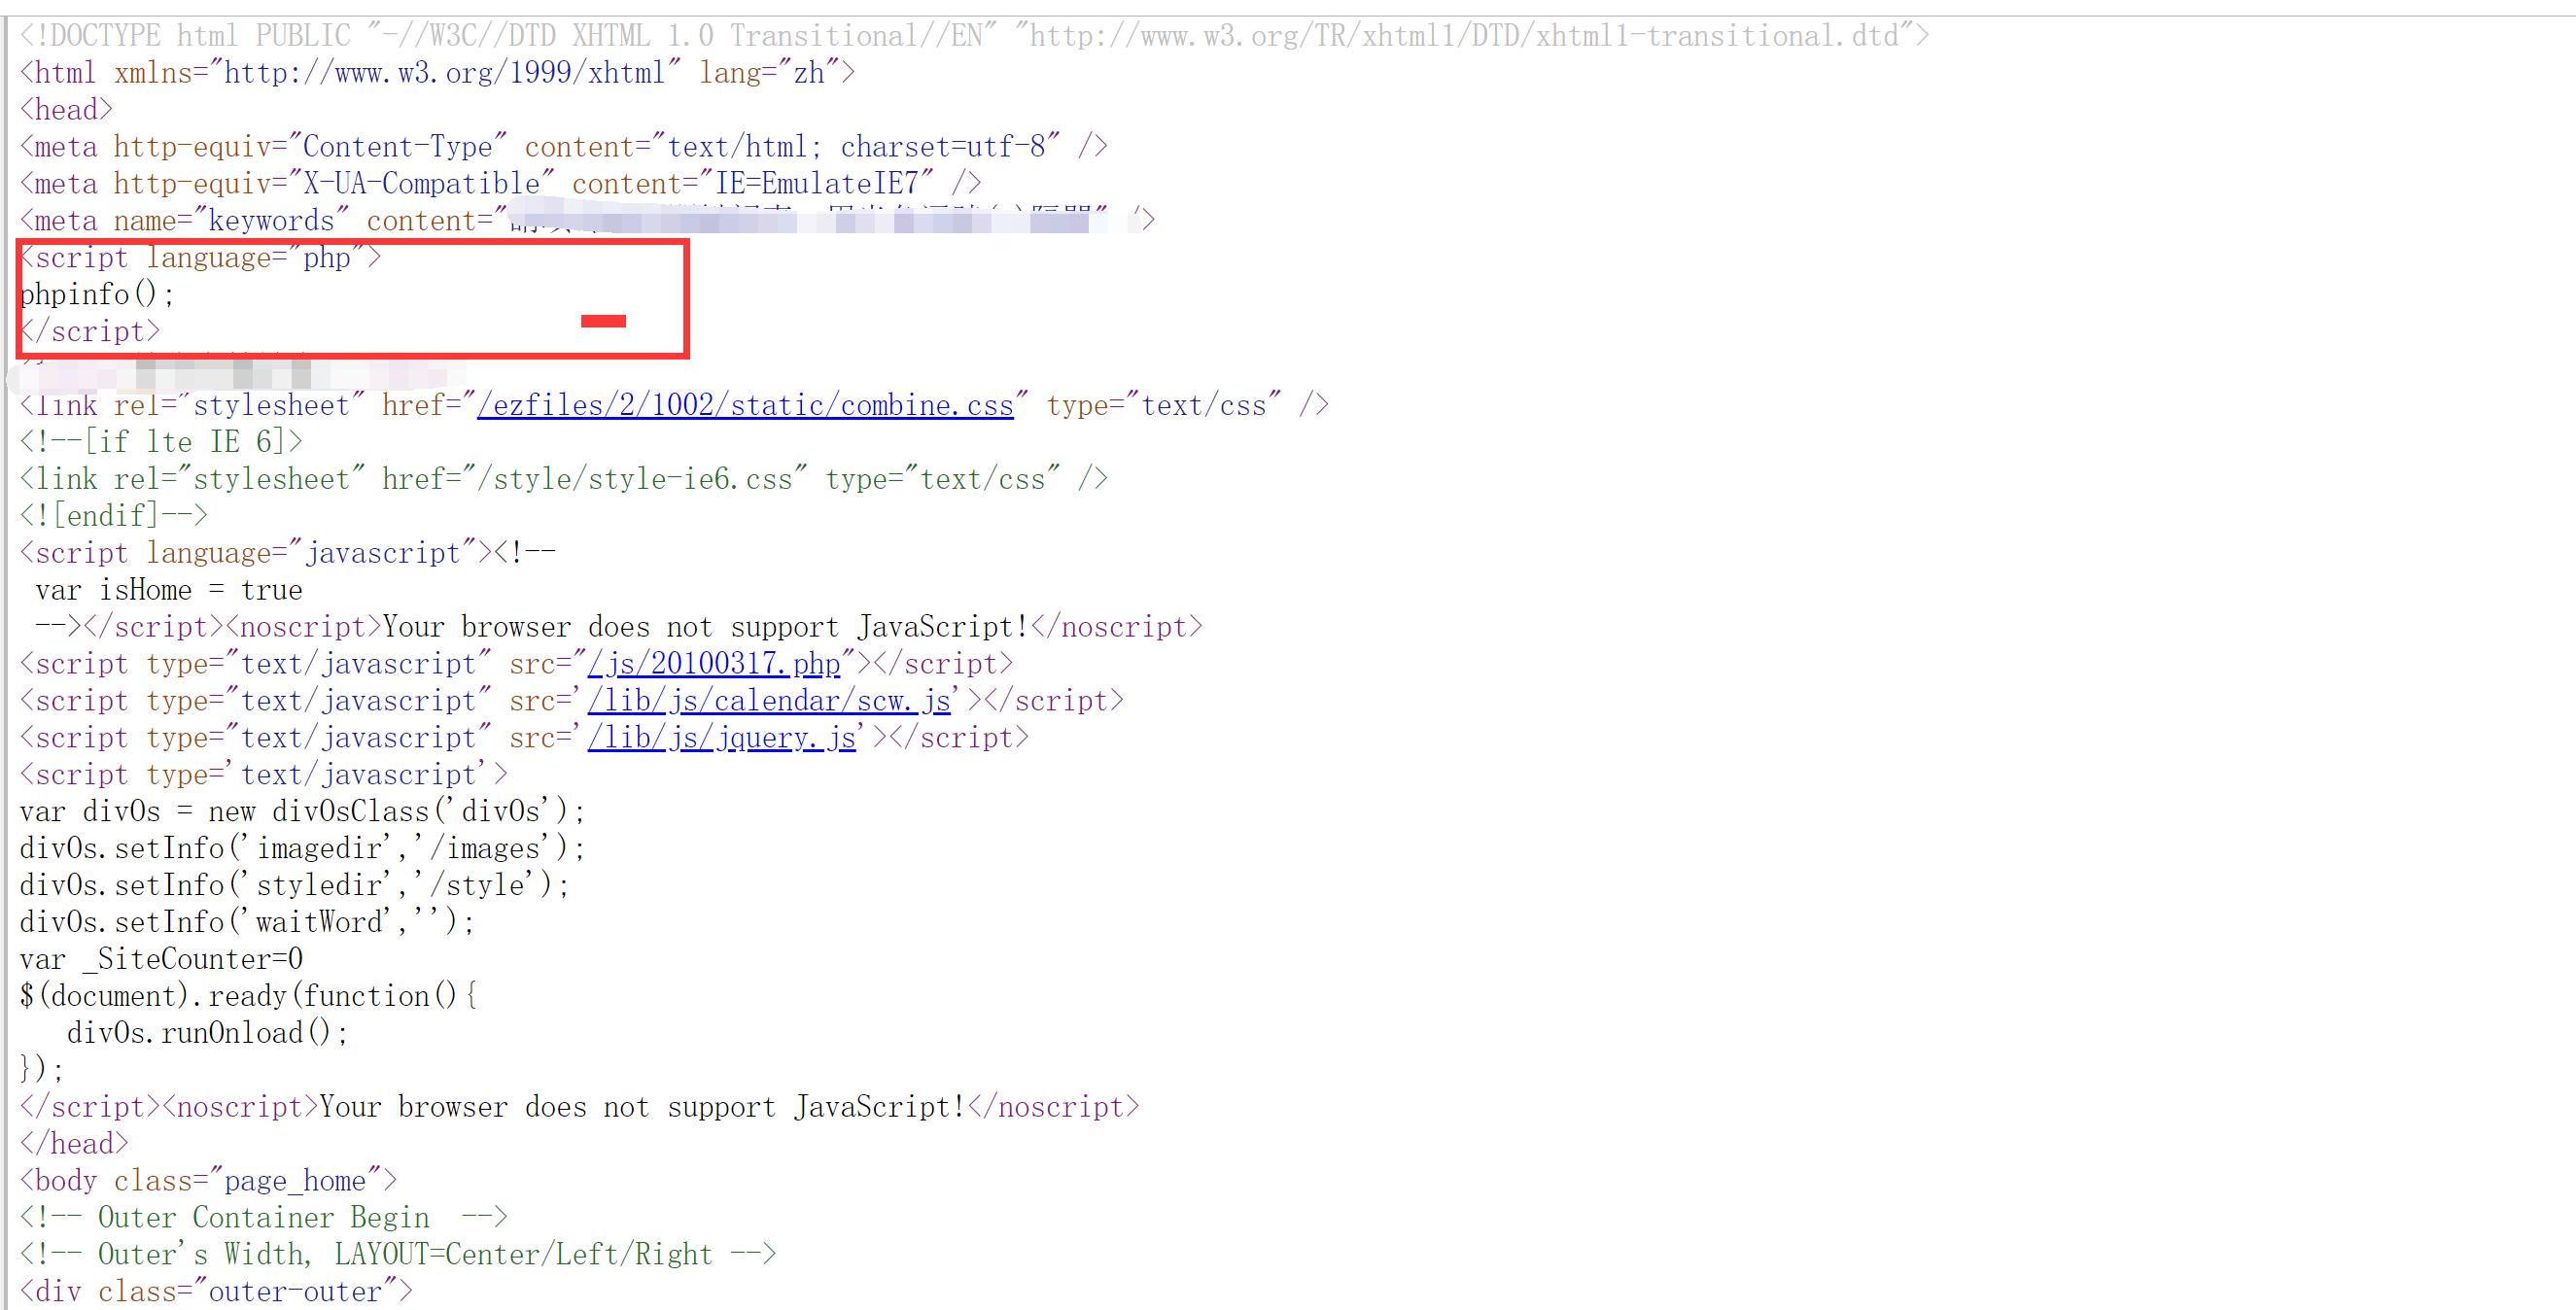 <!DOCTYPE html PUBLIC "-//W3C//DTD XHTML 1.0 Transitional//EN" "http://www.w3.org/TR/xhtml1/DTD/xhtml1-transitional.dtd">
<html xmlns="http://www.w3.org/1999/xhtml" lang="zh">
<head>
<meta http-equiv="Content-Type" content="text/html; charset=utf-8" />
<meta http-equiv="X-UA-Compatible" content="IE=EmulateIE7" />
<meta name="keywords" content=" />
<script language="php">
phpinfo();
</script>
<link rel="stylesheet" href="/ezfiles/2/1002/static/combine.css" type="text/css" />
<!--[if lte IE 6]>
<link rel="stylesheet" href="/style/style-ie6.css" type="text/css" />
<![endif]-->
<script language="javascript"><!--
 var isHome = true
 --></script><noscript>Your browser does not support JavaScript!</noscript>
<script type="text/javascript" src="/js/20100317.php"></script>
<script type="text/javascript" src='/lib/js/calendar/scw.js'></script>
<script type="text/javascript" src='/lib/js/jquery.js'></script>
<script type='text/javascript'>
var divOs = new divOsClass('divOs');
divOs.setInfo('imagedir','/images');
divOs.setInfo('styledir','/style');
divOs.setInfo('waitWord','');
var _SiteCounter=0
$(document).ready(function(){
   divOs.runOnload();
});
</script><noscript>Your browser does not support JavaScript!</noscript>
</head>
<body class="page_home">
<!-- Outer Container Begin  -->
<!-- Outer's Width, LAYOUT=Center/Left/Right -->
<div class="outer-outer">